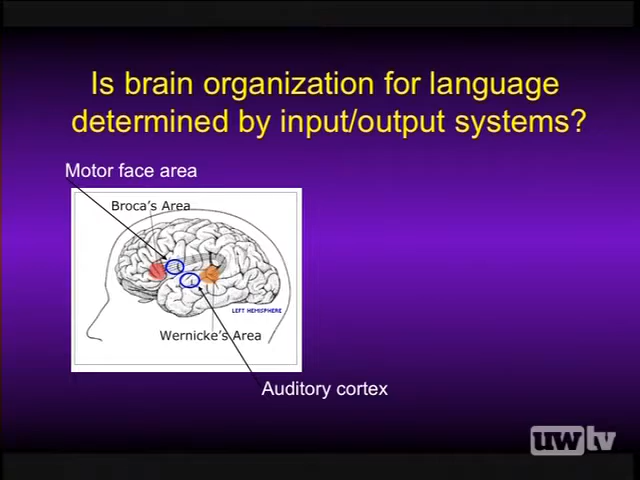 Is brain organization for language
determined by input/output systems?
Motor face area
Broca's Area
LEFT HEMISPHERE
Wernicke's Area
Auditory cortex
uwtv